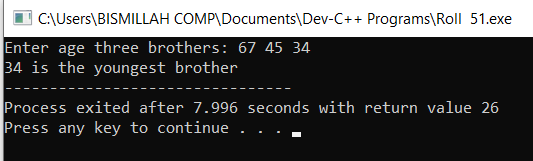 C:\Users\BISMILLAH COMP\Documents\Dev-C++ Programs\Roll  51.exe
Enter age three brothers: 67 45 34
34 is the youngest brother
--------------------------------
Process exited after 7.996 seconds with return value 26
Press any key to continue . . .